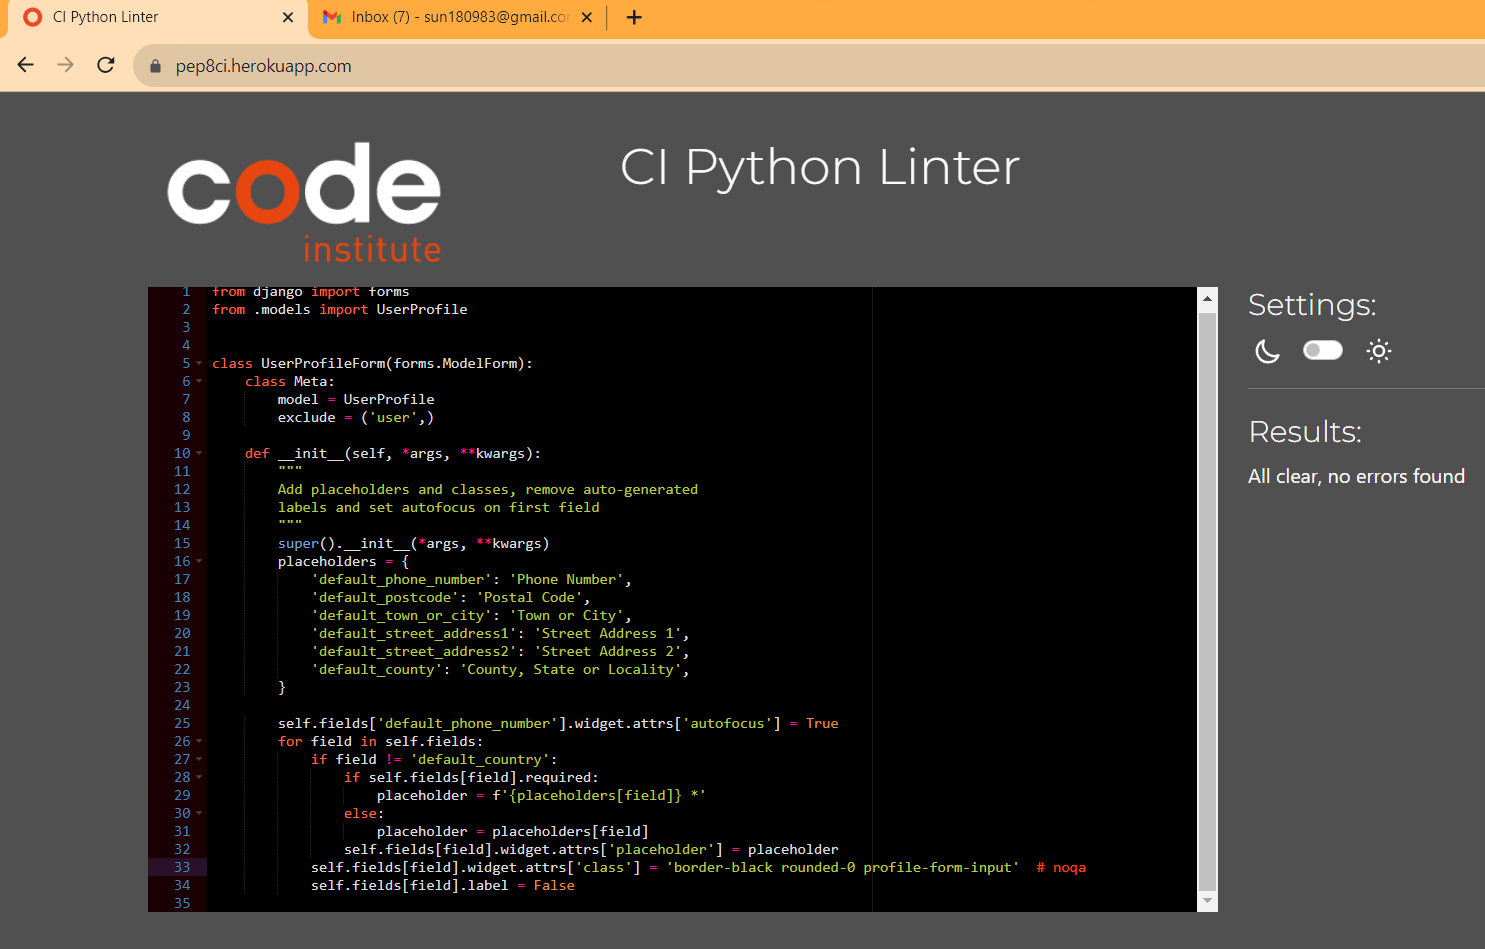 CI Python Linter
Inbox (7) - sun180983@gmail.co
pep8ci.herokuapp.com
code
institute
CI Python Linter
1 from django import forms
2 from .models import UserProfile
3
4
5 class UserProfileForm(forms.ModelForm):
6     class Meta:
7         model = UserProfile
8         exclude = ('user',)
9
10     def __init__(self, *args, **kwargs):
11         """
12         Add placeholders and classes, remove auto-generated
13         labels and set autofocus on first field
14         """
15         super().__init__(*args, **kwargs)
16         placeholders = {
17             'default_phone_number': 'Phone Number',
18             'default_postcode': 'Postal Code',
19             'default_town_or_city': 'Town or City',
20             'default_street_address1': 'Street Address 1',
21             'default_street_address2': 'Street Address 2',
22             'default_county': 'County, State or Locality',
23         }
24
25         self.fields['default_phone_number'].widget.attrs['autofocus'] = True
26         for field in self.fields:
27             if field != 'default_country':
28                 if self.fields[field].required:
29                     placeholder = f'{placeholders[field]} *'
30                 else:
31                     placeholder = placeholders[field]
32                 self.fields[field].widget.attrs['placeholder'] = placeholder
33             self.fields[field].widget.attrs['class'] = 'border-black rounded-0 profile-form-input'  # noqa
34             self.fields[field].label = False
35
Settings:
Results:
All clear, no errors found